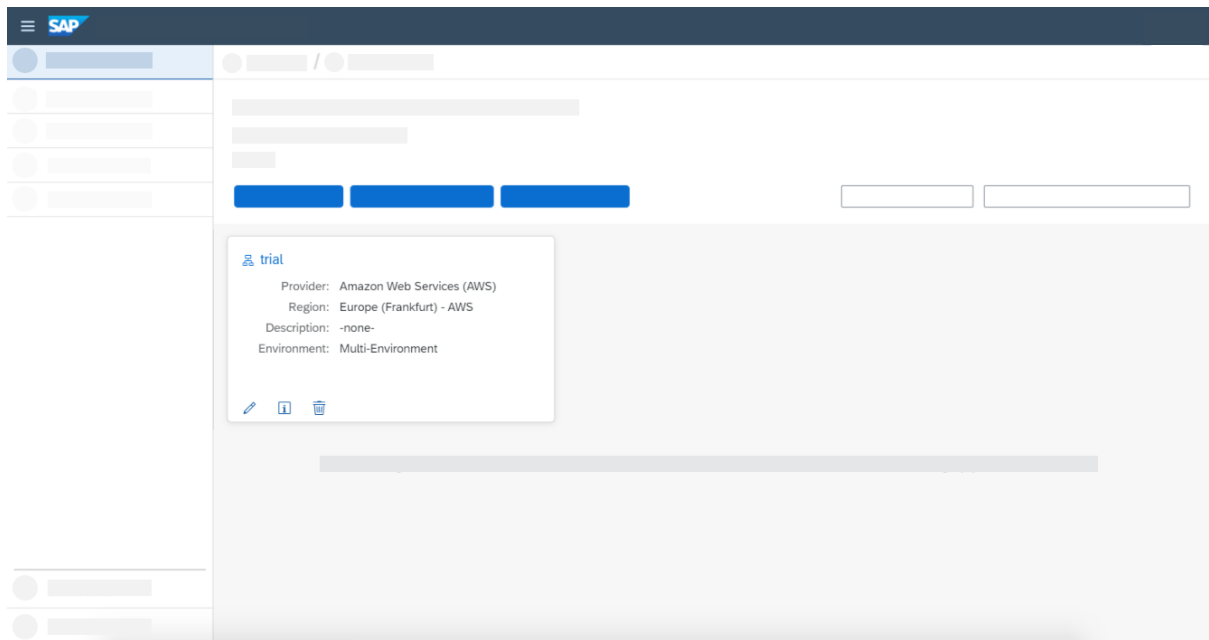 SAP
trial
Provider: Amazon Web Services (AWS)
Region: Europe (Frankfurt) - AWS
Description: -none-
Environment: Multi-Environment